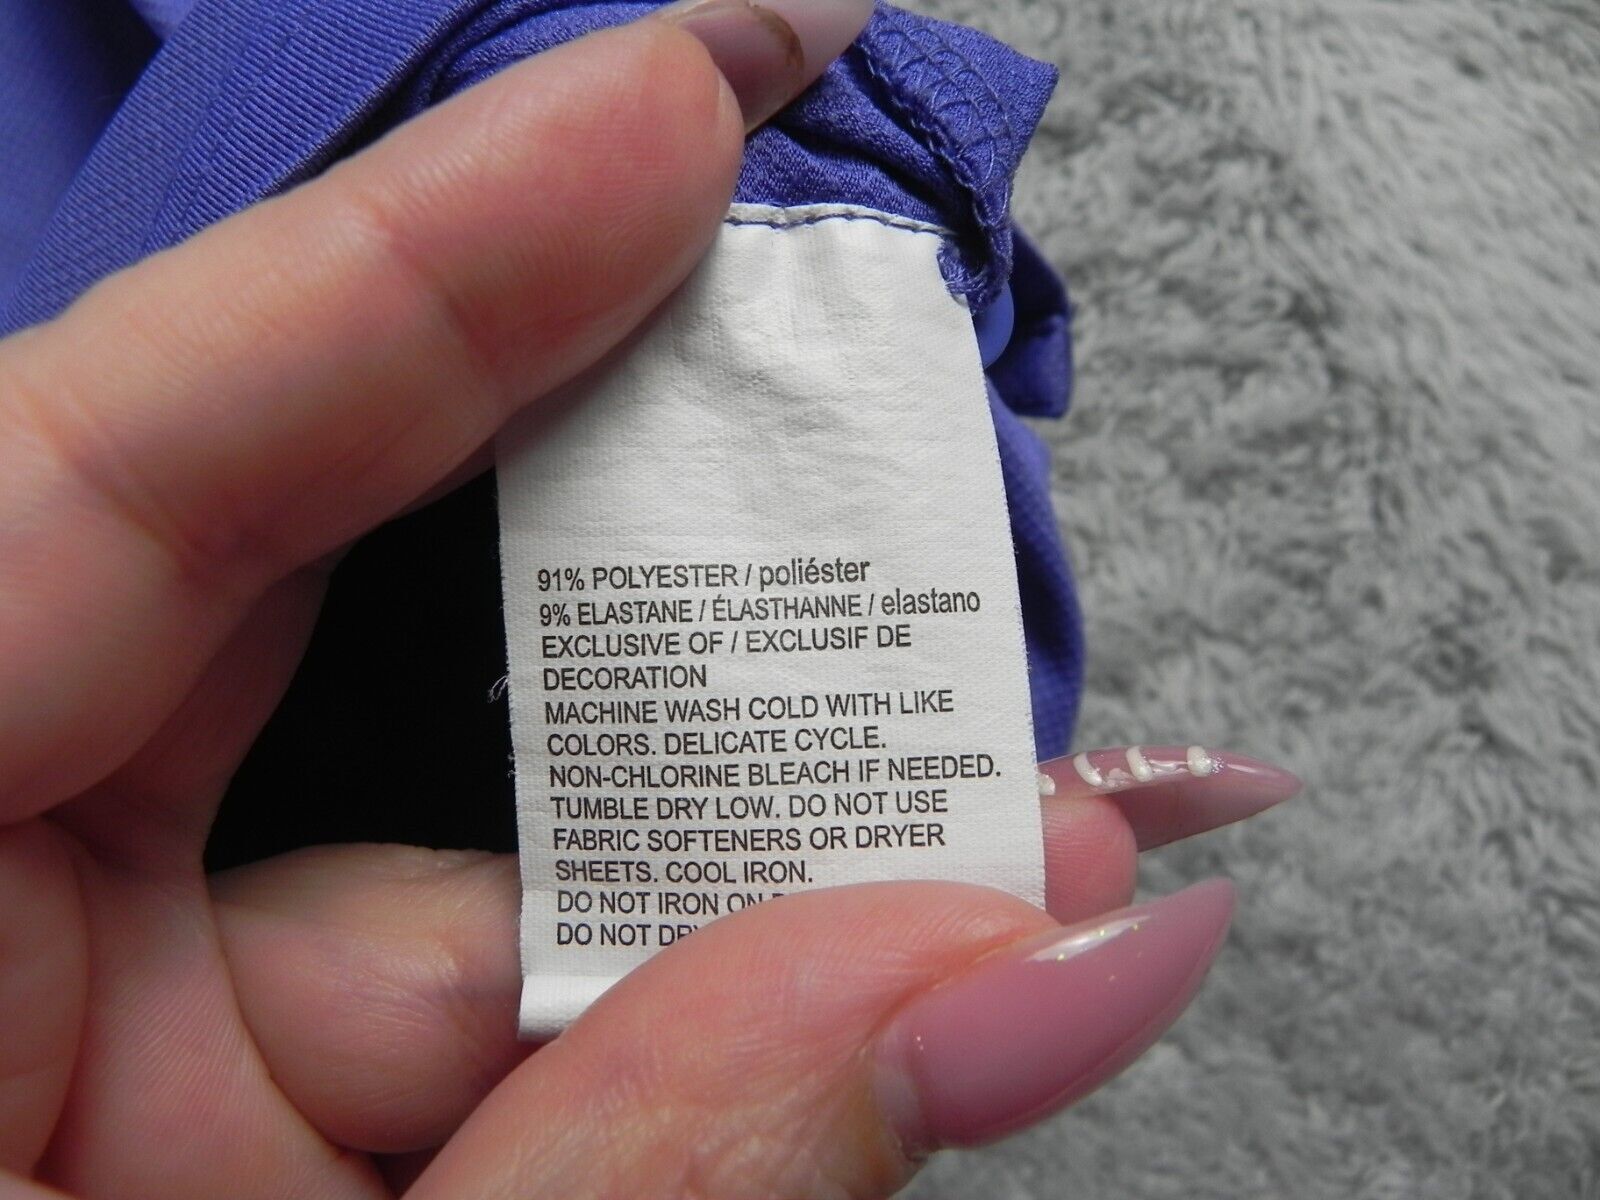 91% POLYESTER / poliéster
9% ELASTANE / ÉLASTHANNE / elastano
EXCLUSIVE OF / EXCLUSIF DE
DECORATION
MACHINE WASH COLD WITH LIKE
COLORS. DELICATE CYCLE.
NON-CHLORINE BLEACH IF NEEDED.
TUMBLE DRY LOW. DO NOT USE
FABRIC SOFTENERS OR DRYER
SHEETS. COOL IRON.
DO NOT IRON ON
DO NOT